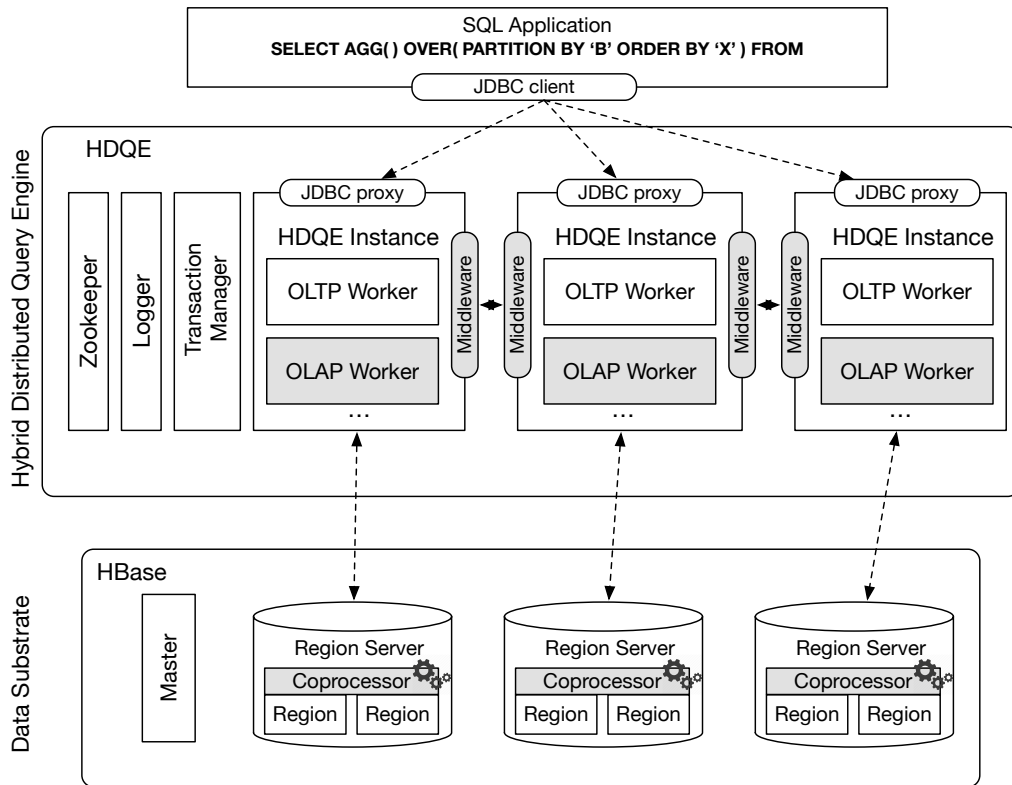 SQL Application
SELECT AGG( ) OVER( PARTITION BY ‘B’ ORDER BY ‘X’ ) FROM
JDBC client
Hybrid Distributed Query Engine
HDQE
Zookeeper
Logger
Transaction
Manager
JDBC proxy
HDQE Instance
OLTP Worker
OLAP Worker
...
Middleware
Middleware
JDBC proxy
HDQE Instance
OLTP Worker
OLAP Worker
...
Middleware
Middleware
JDBC proxy
HDQE Instance
OLTP Worker
OLAP Worker
...
Data Substrate
HBase
Master
Region Server
Coprocessor
Region
Region
Region Server
Coprocessor
Region
Region
Region Server
Coprocessor
Region
Region